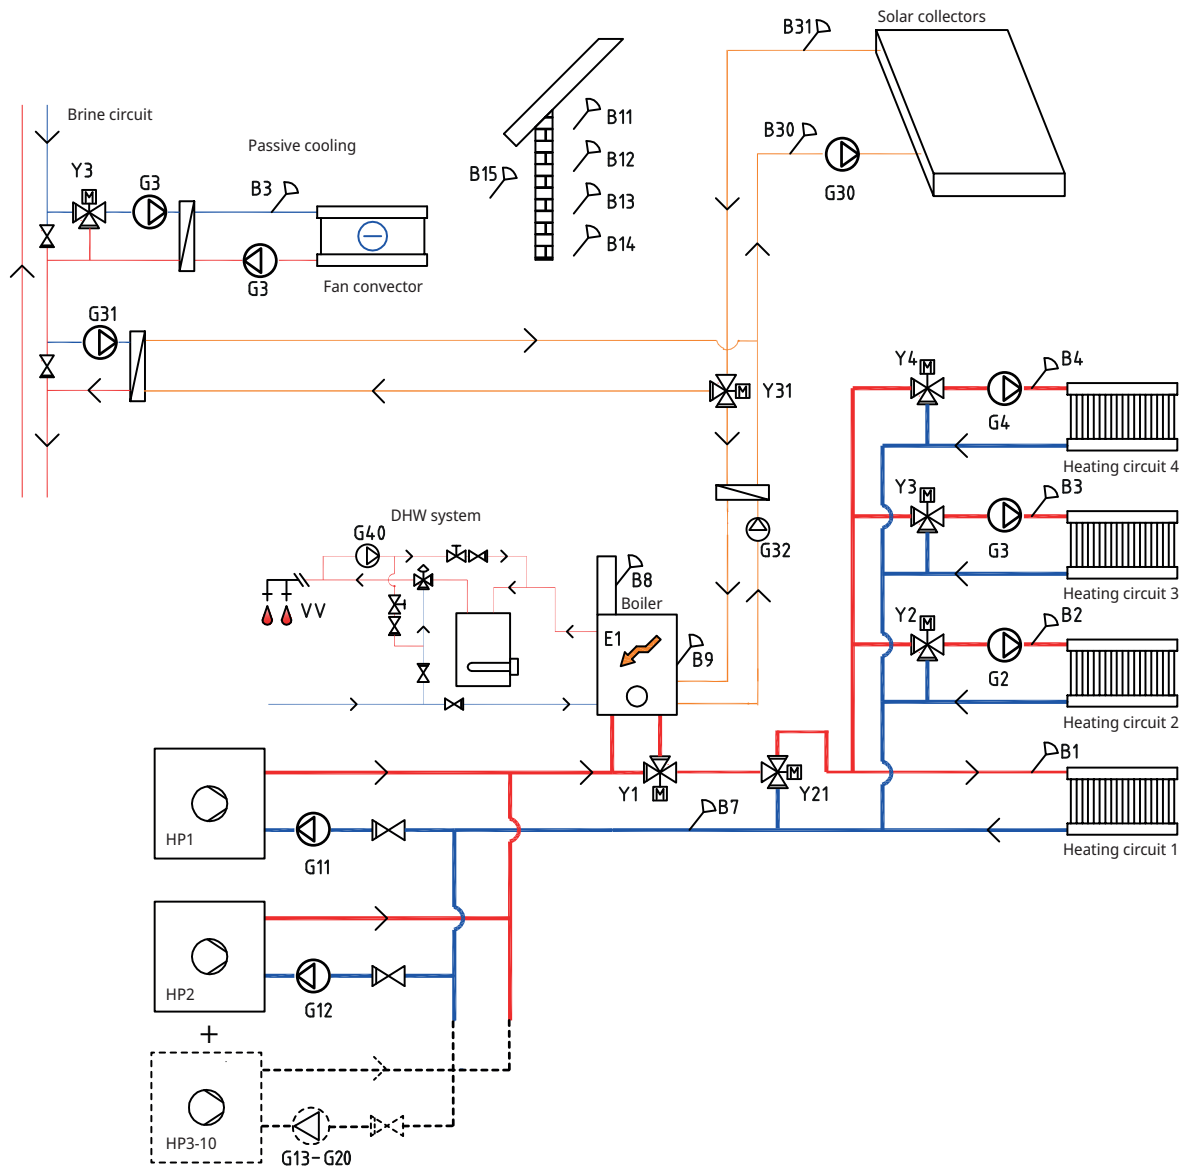 Solar collectors
B31
Brine circuit
B11
B30
Passive cooling
B12
Y3
M
G3
B3
B15
B13
G30
B14
G3
Fan convector
G31
Y4
M
B4
M
Y31
G4
Heating circuit 4
Y3
M
B3
DHW system
G40
G32
G3
B8
Heating circuit 3
VV
Boiler
Y2
M
B2
E1
B9
G2
Heating circuit 2
B1
M
Y1
M
Y21
B7
HP1
G11
Heating circuit 1
HP2
G12
+
HP3-10
G13-G20